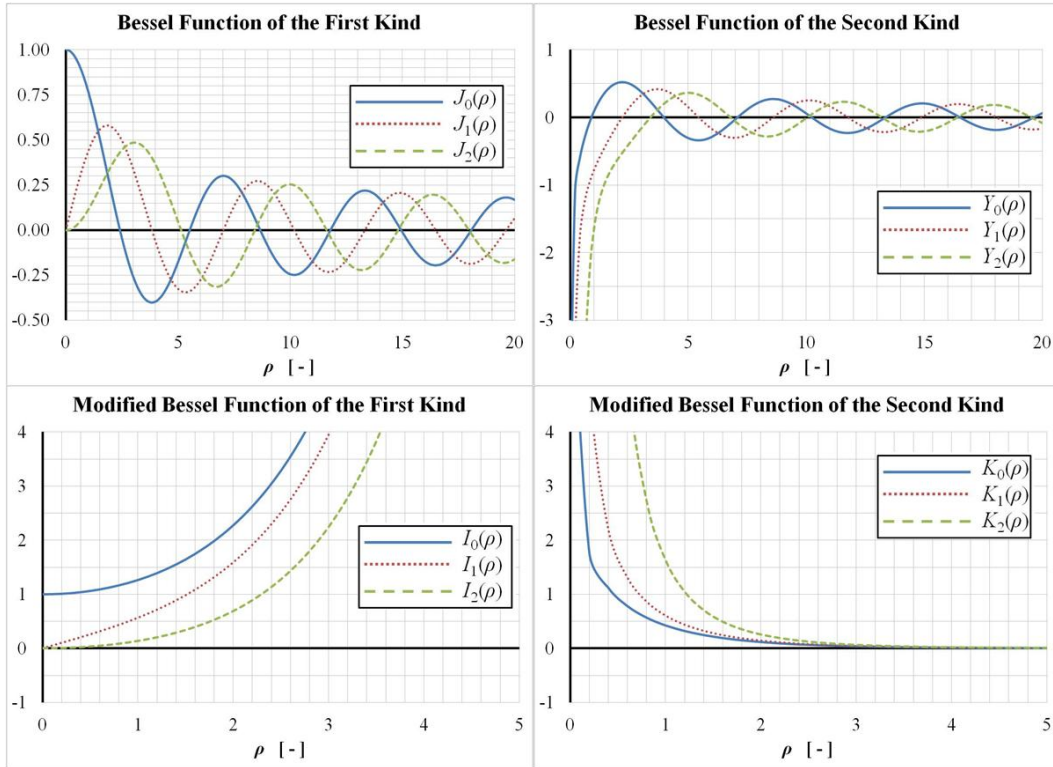 Bessel Function of the First Kind
1.00
0.75
0.50
0.25
0.00
-0.25
-0.50
J0(ρ)
J1(ρ)
J2(ρ)
0 5 10 15 20
ρ [ - ]
Bessel Function of the Second Kind
1
0
-1
-2
-3
Y0(ρ)
Y1(ρ)
Y2(ρ)
0 5 10 15 20
ρ [ - ]
Modified Bessel Function of the First Kind
4
3
2
1
0
-1
I0(ρ)
I1(ρ)
I2(ρ)
0 1 2 3 4 5
ρ [ - ]
Modified Bessel Function of the Second Kind
4
3
2
1
0
-1
K0(ρ)
K1(ρ)
K2(ρ)
0 1 2 3 4 5
ρ [ - ]